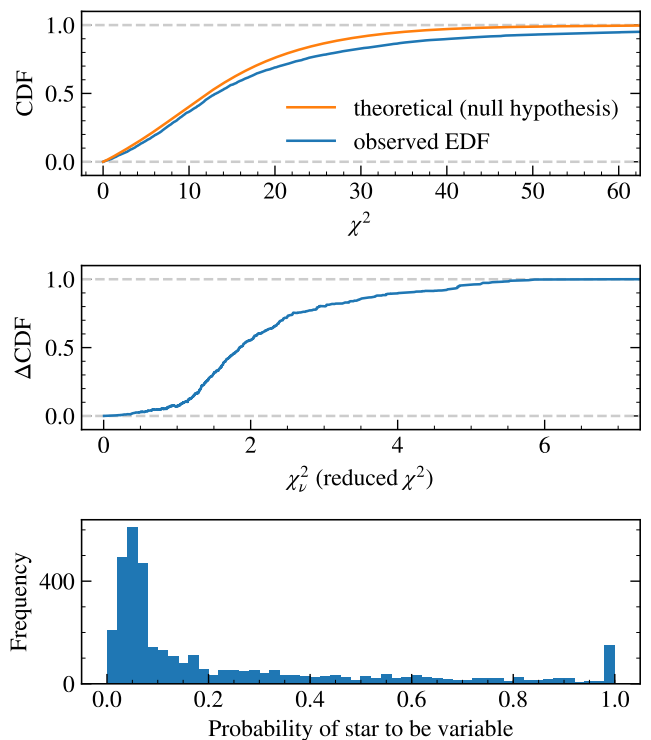 1.0
0.5
0.0
CDF
theoretical (null hypothesis)
observed EDF
0 10 20 30 40 50 60
χ²
1.0
0.5
0.0
ΔCDF
0 2 4 6
χ²ᵥ (reduced χ²)
400
0
Frequency
0.0 0.2 0.4 0.6 0.8 1.0
Probability of star to be variable